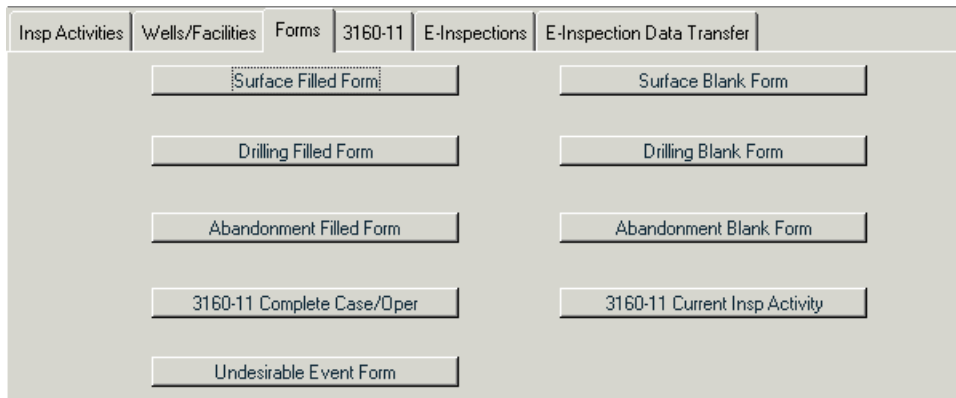 Insp Activities Wells/Facilities Forms 3160-11 E-Inspections E-Inspection Data Transfer
Surface Filled Form Surface Blank Form
Drilling Filled Form Drilling Blank Form
Abandonment Filled Form Abandonment Blank Form
3160-11 Complete Case/Oper 3160-11 Current Insp Activity
Undesirable Event Form